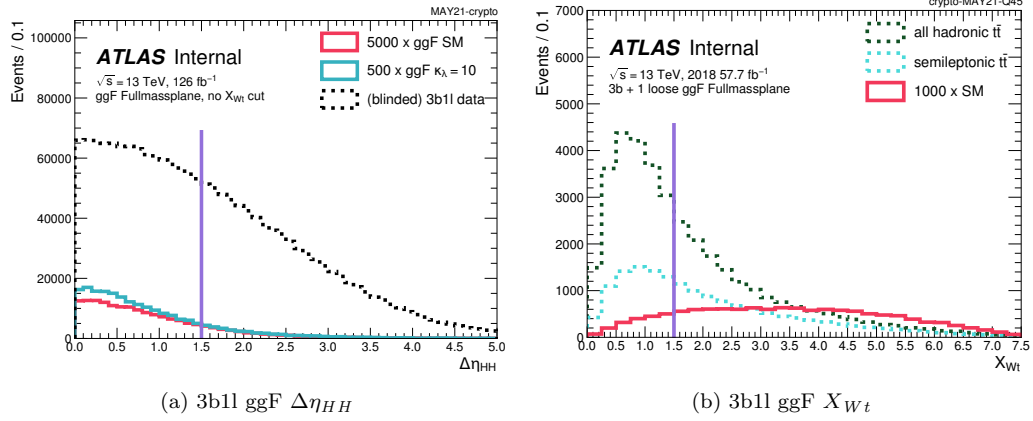 MAY21-crypto
Events / 0.1
106
100000
80000
60000
40000
20000
0
ATLAS Internal
√s = 13 TeV, 126 fb⁻¹
ggF Fullmassplane, no X_Wt cut
5000 x ggF SM
500 x ggF κ_λ = 10
(blinded) 3b1l data
0.0 0.5 1.0 1.5 2.0 2.5 3.0 3.5 4.0 4.5 5.0
Δη_HH
(a) 3b1l ggF Δη_HH
crypto-MAY21-Q45
Events / 0.1
7000
6000
5000
4000
3000
2000
1000
0
ATLAS Internal
√s = 13 TeV, 2018 57.7 fb⁻¹
3b + 1 loose ggF Fullmassplane
all hadronic tt̄
semileptonic tt̄
1000 x SM
0.0 0.5 1.0 1.5 2.0 2.5 3.0 3.5 4.0 4.5 5.0 5.5 6.0 6.5 7.0 7.5
X_Wt
(b) 3b1l ggF X_Wt